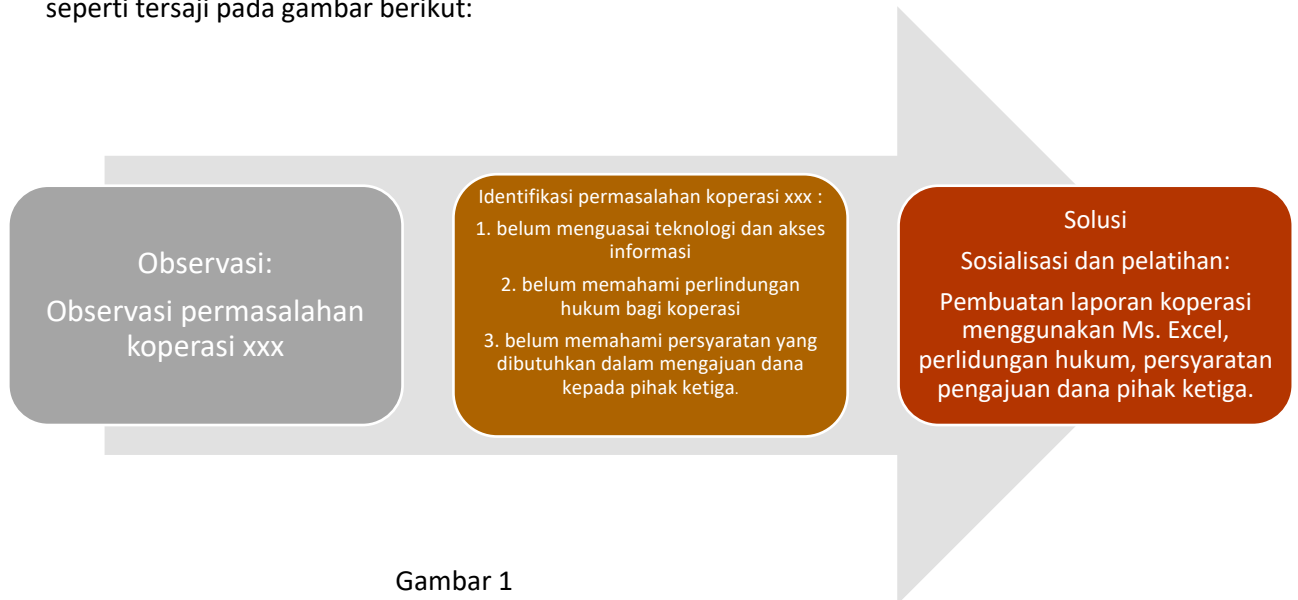 seperti tersaji pada gambar berikut:
Observasi:
Observasi permasalahan
koperasi xxx
Identifikasi permasalahan koperasi xxx :
1. belum menguasai teknologi dan akses
informasi
2. belum memahami perlindungan
hukum bagi koperasi
3. belum memahami persyaratan yang
dibutuhkan dalam mengajuan dana
kepada pihak ketiga.
Solusi
Sosialisasi dan pelatihan:
Pembuatan laporan koperasi
menggunakan Ms. Excel,
perlidungan hukum, persyaratan
pengajuan dana pihak ketiga.
Gambar 1